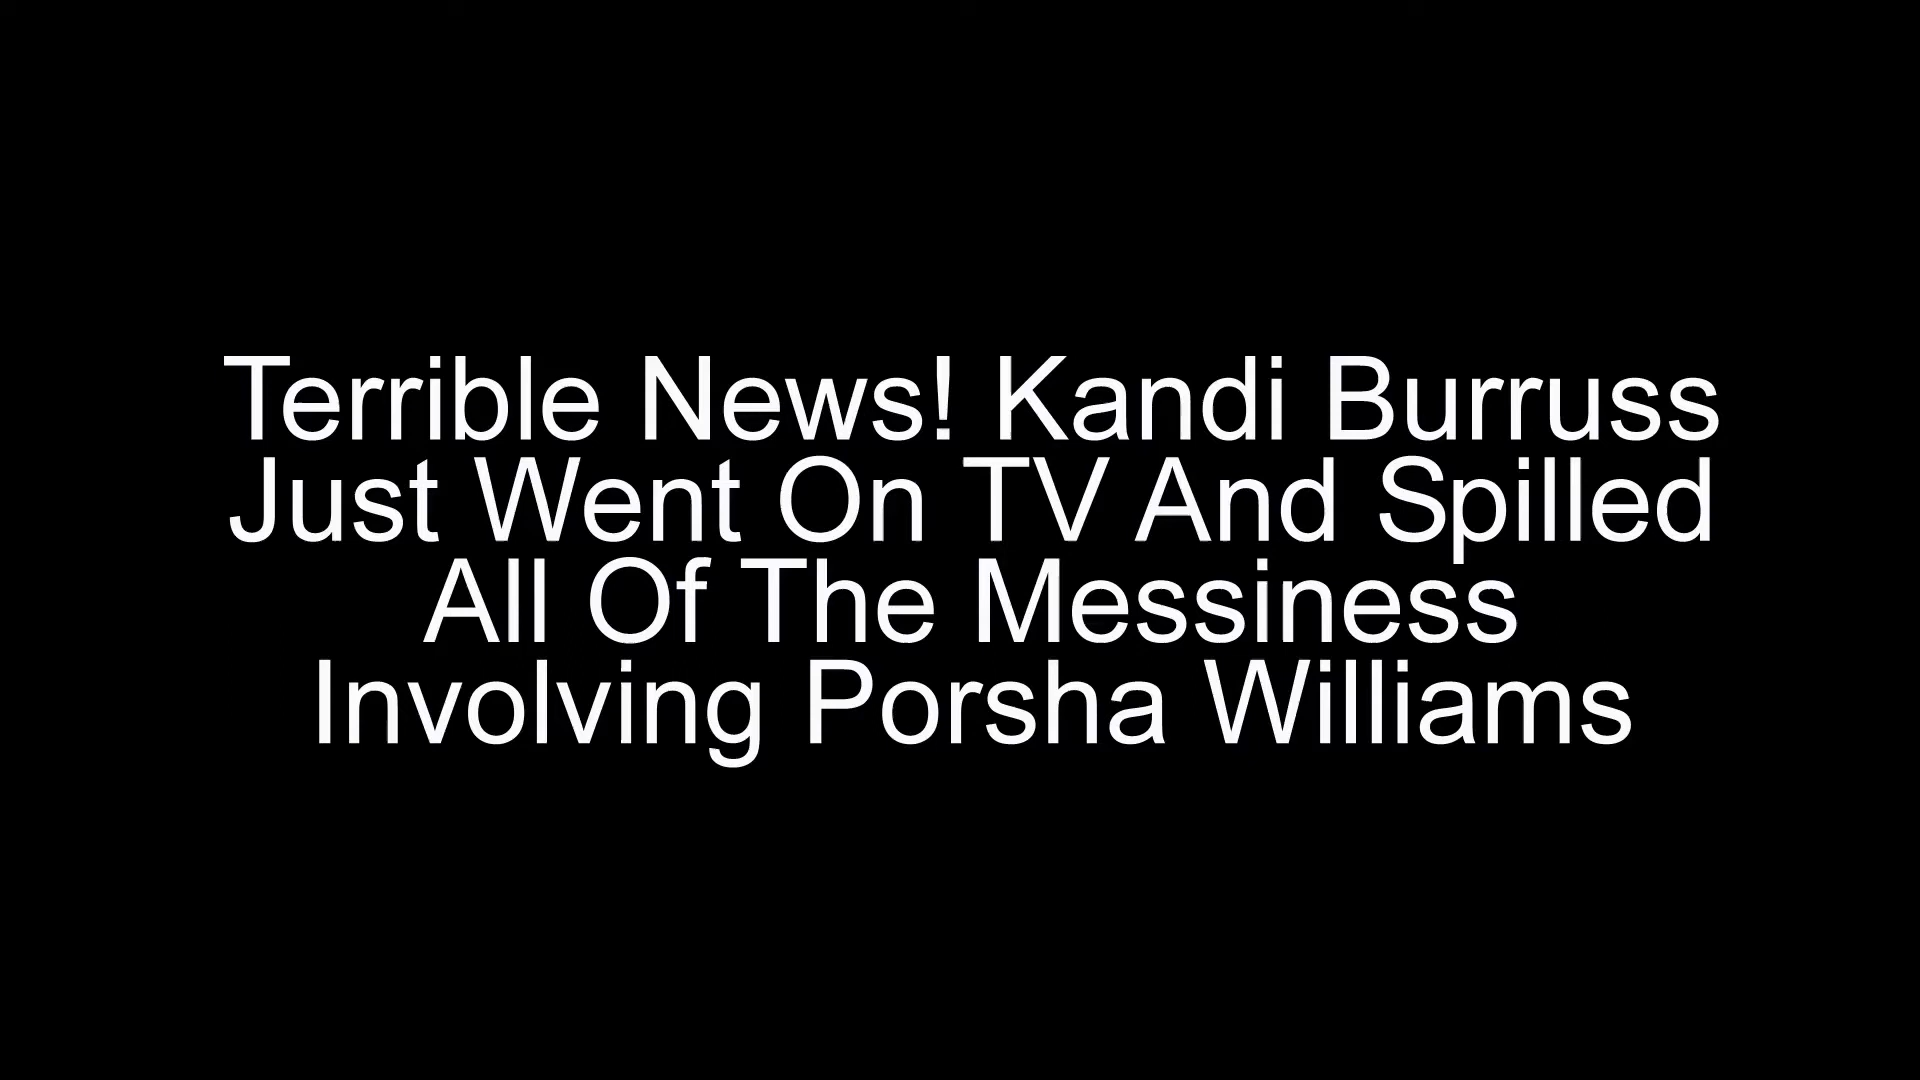 Terrible News! Kandi Burruss
Just Went On TV And Spilled
All Of The Messiness
Involving Porsha Williams